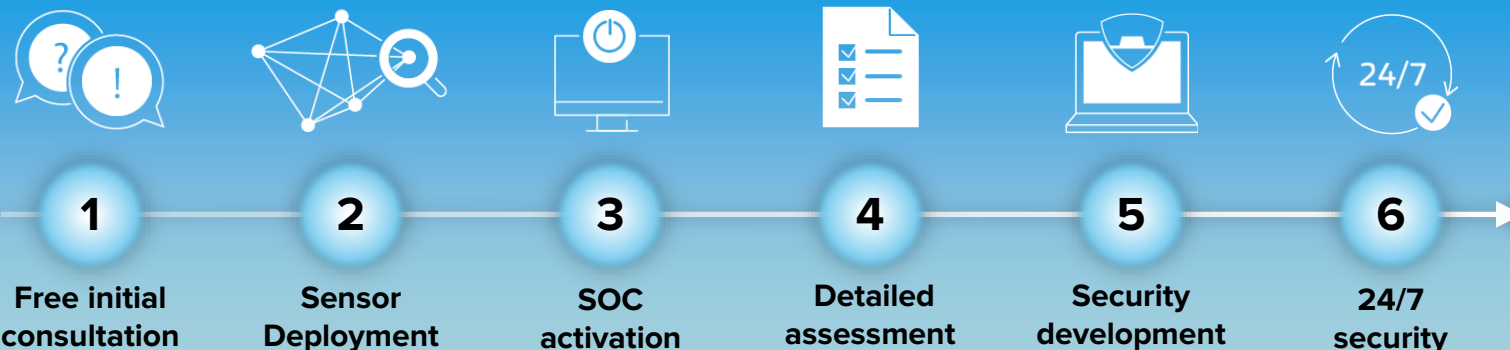 ? !
24/7
1 2 3 4 5 6
Free initial
consultation
Sensor
Deployment
SOC
activation
Detailed
assessment
Security
development
24/7
security